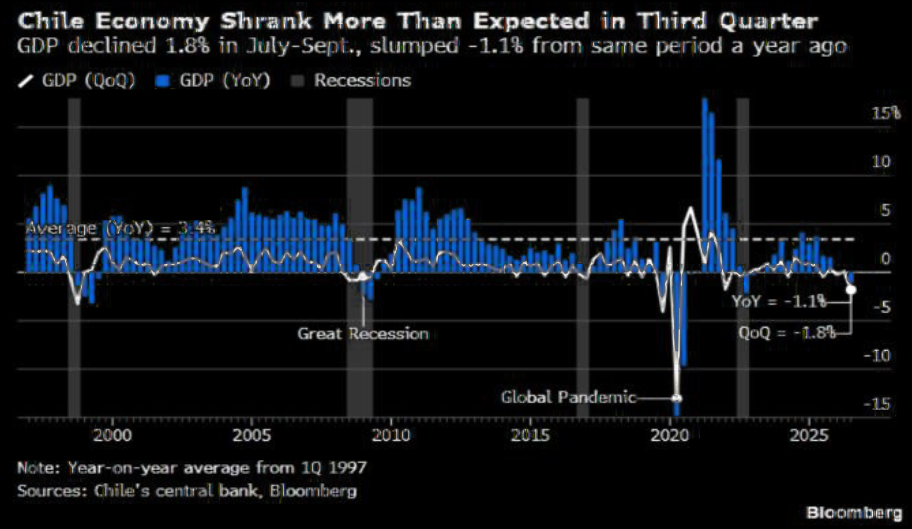 Chile Economy Shrank More Than Expected in Third Quarter
GDP declined 1.8% in July-Sept., slumped -1.1% from same period a year ago
GDP (QoQ) GDP (YoY) Recessions
15%
10
5
0
-5
-10
-15
Average (YoY) = 3.4%
YoY = -1.1%
QoQ = -1.8%
Great Recession
Global Pandemic
2000 2005 2010 2015 2020 2025
Note: Year-on-year average from 1Q 1997
Sources: Chile's central bank, Bloomberg
Bloomberg